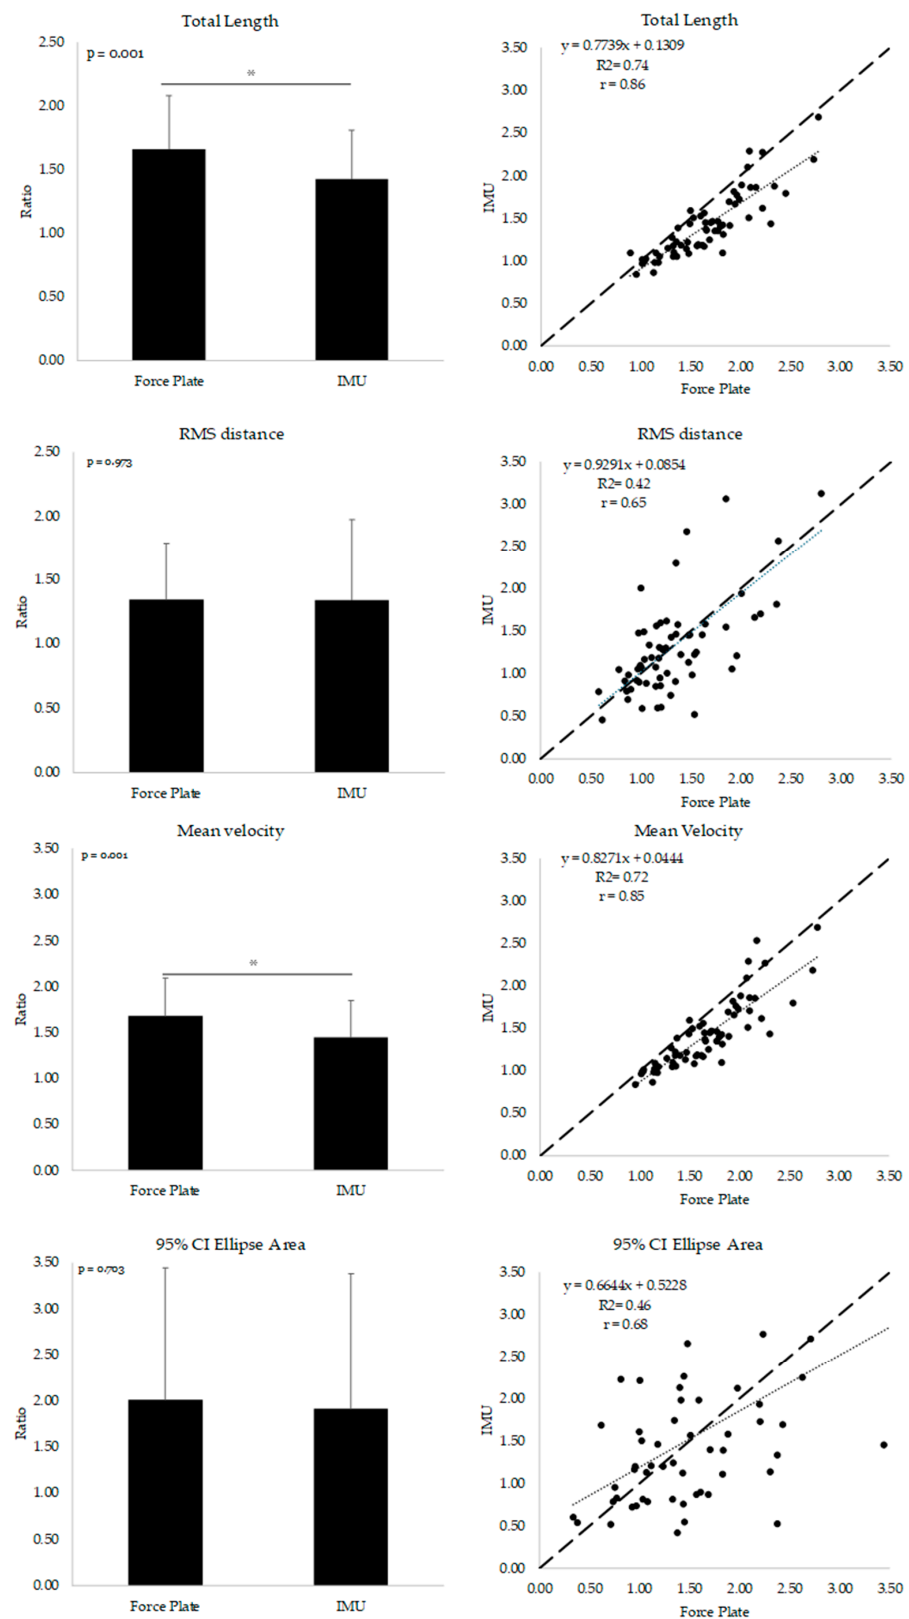 Total Length
2.50
2.00
1.50
1.00
0.50
0.00
Ratio
p = 0.001
*
Force Plate IMU
Total Length
3.50
3.00
2.50
2.00
1.50
1.00
0.50
0.00
IMU
y = 0.7739x + 0.1309
R2= 0.74
r = 0.86
0.00 0.50 1.00 1.50 2.00 2.50 3.00 3.50
Force Plate
RMS distance
2.50
2.00
1.50
1.00
0.50
0.00
Ratio
p = 0.973
Force Plate IMU
RMS distance
3.50
3.00
2.50
2.00
1.50
1.00
0.50
0.00
IMU
y = 0.9291x + 0.0854
R2= 0.42
r = 0.65
0.00 0.50 1.00 1.50 2.00 2.50 3.00 3.50
Force Plate
Mean velocity
3.50
3.00
2.50
2.00
1.50
1.00
0.50
0.00
Ratio
p = 0.001
*
Force Plate IMU
Mean Velocity
3.50
3.00
2.50
2.00
1.50
1.00
0.50
0.00
IMU
y = 0.8271x + 0.0444
R2= 0.72
r = 0.85
0.00 0.50 1.00 1.50 2.00 2.50 3.00 3.50
Force Plate
95% CI Ellipse Area
3.50
3.00
2.50
2.00
1.50
1.00
0.50
0.00
Ratio
p = 0.703
Force Plate IMU
95% CI Ellipse Area
3.50
3.00
2.50
2.00
1.50
1.00
0.50
0.00
IMU
y = 0.6644x + 0.5228
R2= 0.46
r = 0.68
0.00 0.50 1.00 1.50 2.00 2.50 3.00 3.50
Force Plate